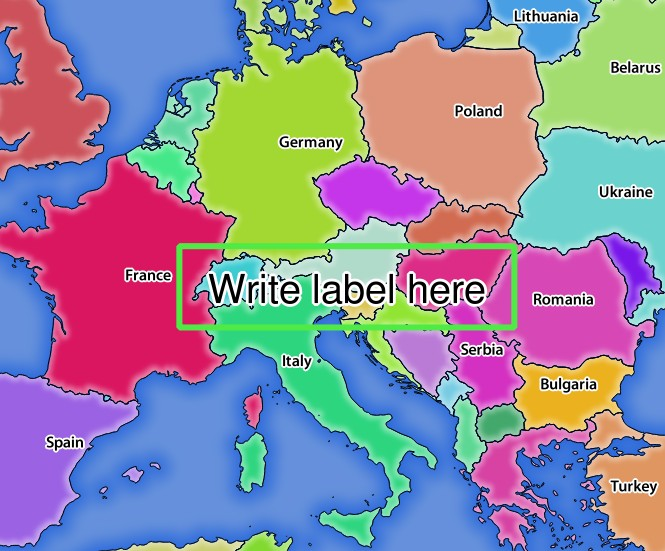 Lithuania
Belarus
Poland
Germany
Ukraine
France
Write label here
Romania
Serbia
Italy
Bulgaria
Spain
Turkey